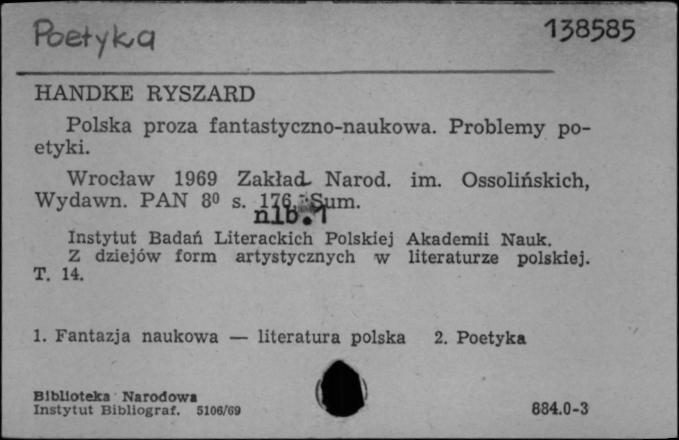 Poetyka
138585
HANDKE RYSZARD
Polska proza fantastyczno-naukowa. Problemy po-
etyki.
Wrocław 1969 Zakład Narod. im. Ossolińskich,
Wydawn. PAN 8⁰ s. 176, Sum.
nlb. 1
Instytut Badań Literackich Polskiej Akademii Nauk.
Z dziejów form artystycznych w literaturze polskiej.
T. 14.
1. Fantazja naukowa — literatura polska 2. Poetyka
Biblioteka Narodowa
Instytut Bibliograf. 5106/69
884.0-3